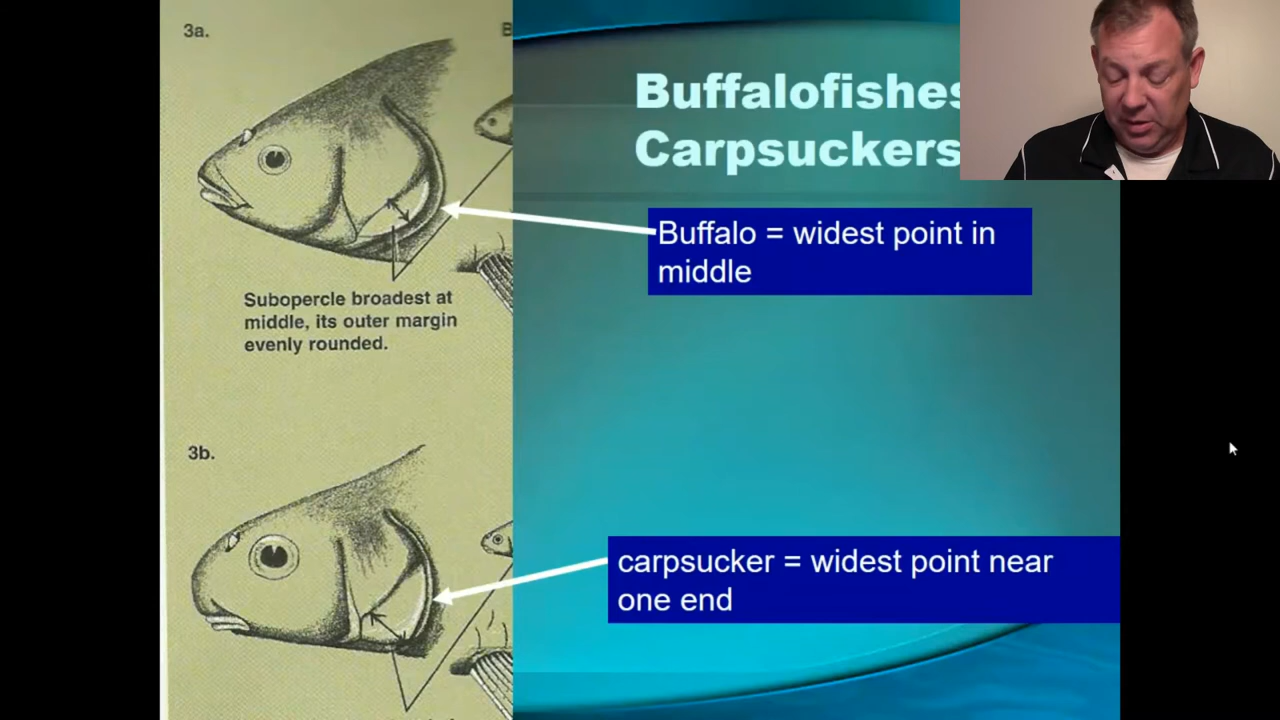 3a.
Buffalofishes
Carpsuckers
Buffalo = widest point in
middle
Subopercle broadest at
middle, its outer margin
evenly rounded.
3b.
carpsucker = widest point near
one end